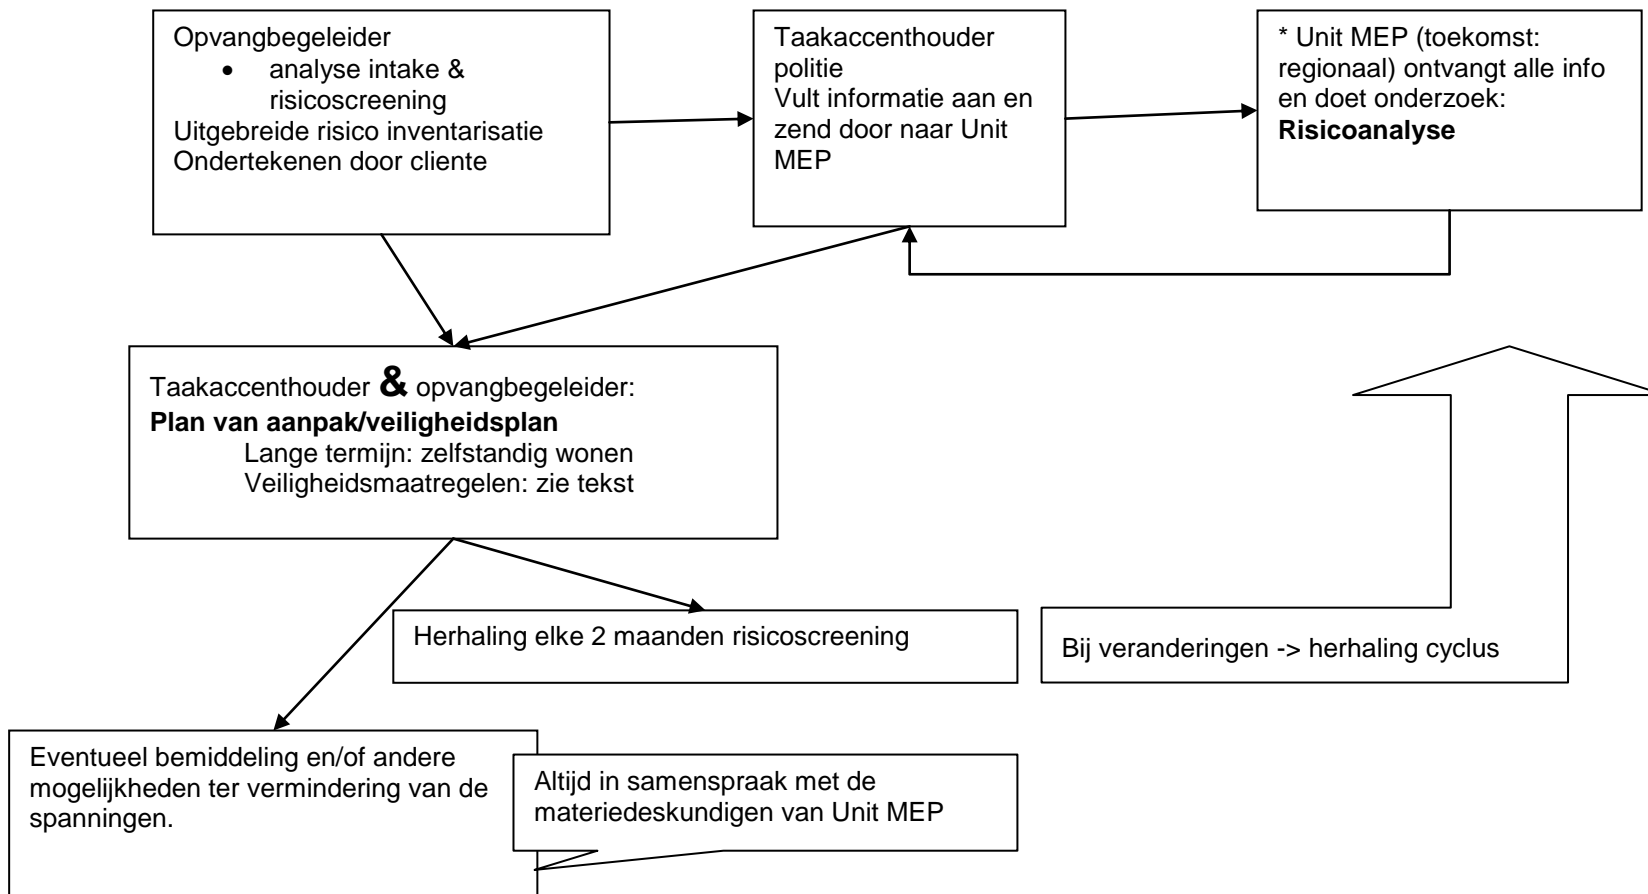 Opvangbegeleider
• analyse intake &
risicoscreening
Uitgebreide risico inventarisatie
Ondertekenen door cliente
Taakaccenthouder
politie
Vult informatie aan en
zend door naar Unit
MEP
* Unit MEP (toekomst:
regionaal) ontvangt alle info
en doet onderzoek:
Risicoanalyse
Taakaccenthouder & opvangbegeleider:
Plan van aanpak/veiligheidsplan
Lange termijn: zelfstandig wonen
Veiligheidsmaatregelen: zie tekst
Herhaling elke 2 maanden risicoscreening
Bij veranderingen -> herhaling cyclus
Eventueel bemiddeling en/of andere
mogelijkheden ter vermindering van de
spanningen.
Altijd in samenspraak met de
materiedeskundigen van Unit MEP